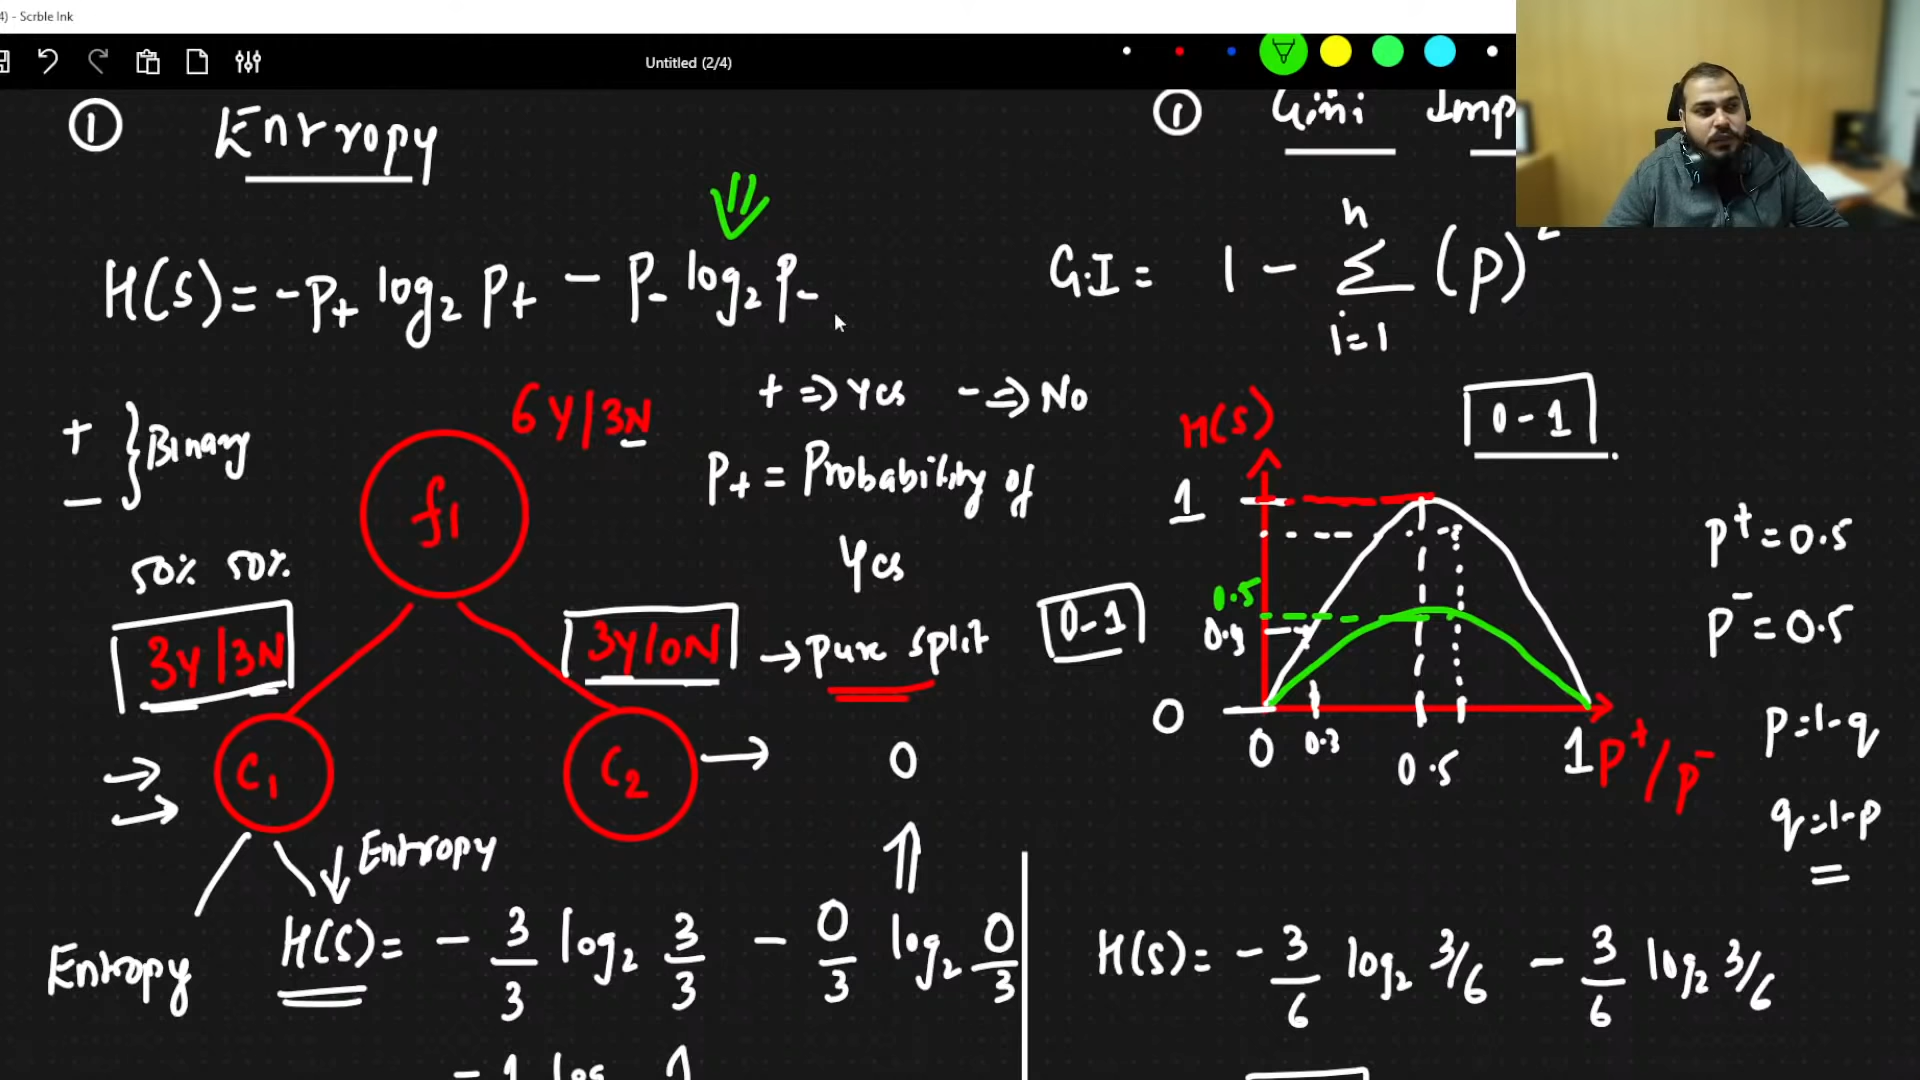 4) - Scrble Ink
Untitled (2/4)
① Entropy
① Gini Imp
H(S) = -P+ log2 P+ - P- log2 P-
G.I = 1 - n Σ i=1 (p)2
+ - } Binary
6Y/3N
+ => Yes - => No
f1
P+ = Probability of
Yes
50% 50%
3Y/3N
3Y/0N → Pure split
0-1
C1
C2 → 0
H(S)
0-1
1
0.5
0
0 0.3 0.5 1 P+/P-
P+ = 0.5
P- = 0.5
p=1-q
q=1-p
Entropy
Entropy
H(S) = - 3/3 log2 3/3 - 0/3 log2 0/3
H(S) = - 3/6 log2 3/6 - 3/6 log2 3/6
- 1 log 1